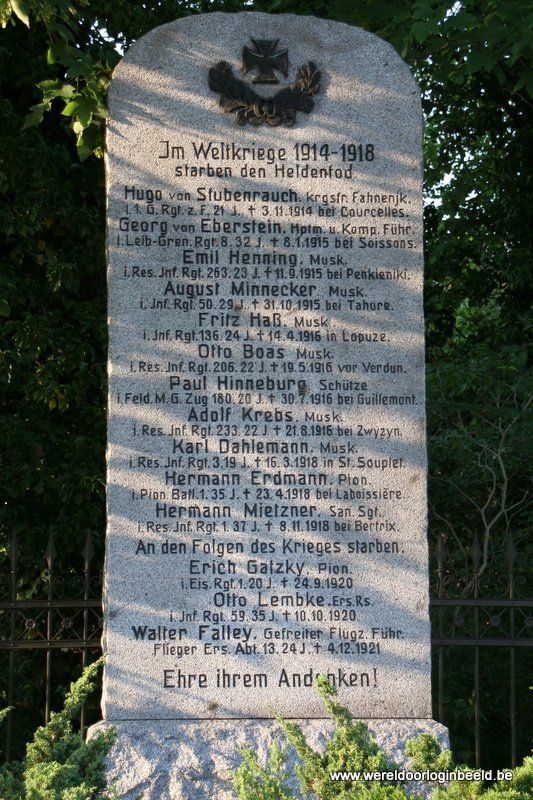 Im Weltkriege 1914-1918
starben den Heldentod.
Hugo von Stubenrauch. krgsfr. Fahnenjk.
i. 1. G. Rgt. z. F. 21 J. † 3.11.1914 bei Courcelles.
Georg von Eberstein. Hptm. u. Komp. Führ.
i. Leib-Gren. Rgt. 8. 32 J. † 8.1.1915 bei Soissons.
Emil Henning. Musk.
i. Res. Jnf. Rgt. 263. 23 J. † 11.9.1915 bei Penkieniki.
August Minnecker. Musk.
i. Jnf. Rgt. 50. 29 J. † 31.10.1915 bei Tahure.
Fritz Haß. Musk.
i. Jnf. Rgt. 136. 24 J. † 14.4.1916 in Lopuze.
Otto Boas Musk.
i. Res. Jnf. Rgt. 206. 22 J. † 19.5.1916 vor Verdun.
Paul Hinneburg. Schütze
i. Feld. M. G. Zug 180. 20 J. † 30.7.1916 bei Guillemont.
Adolf Krebs. Musk.
i. Res. Jnf. Rgt. 233. 22 J. † 21.8.1916 bei Zwyzyn.
Karl Dahlemann. Musk.
i. Res. Jnf. Rgt. 3. 19 J. † 16.3.1918 in St. Souplet.
Hermann Erdmann. Pion.
i. Pion. Batl. 1. 35 J. † 23.4.1918 bei Laboissière.
Hermann Mietzner. San. Sgt.
i. Res. Jnf. Rgt. 1. 37 J. † 8.11.1918 bei Bertrix.
An den Folgen des Krieges starben:
Erich Gatzky. Pion.
i. Eis. Rgt. 1. 20 J. † 24.9.1920
Otto Lembke. Ers. Rs.
i. Jnf. Rgt. 59. 35 J. † 10.10.1920.
Walter Falley. Gefreiter Flugz. Führ.
Flieger Ers. Abt. 13. 24 J. † 4.12.1921
Ehre ihrem Andenken!
www.wereldoorloginbeeld.be